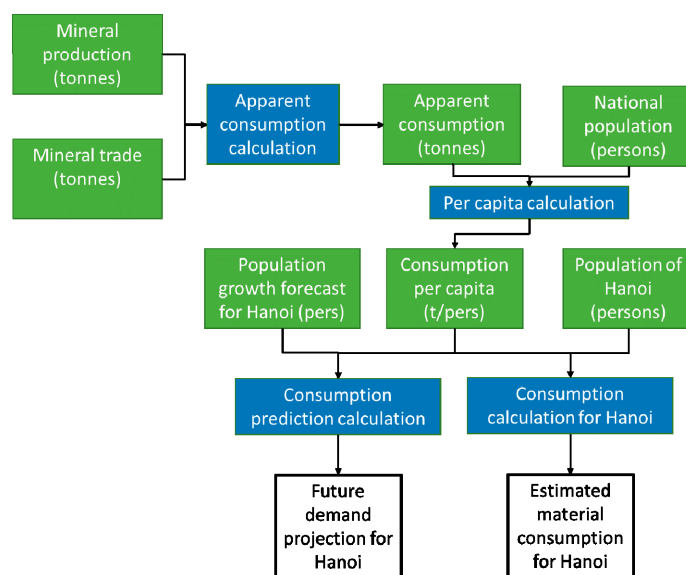 Mineral
production
(tonnes)
Mineral trade
(tonnes)
Apparent
consumption
calculation
Apparent
consumption
(tonnes)
National
population
(persons)
Per capita calculation
Population
growth forecast
for Hanoi (pers)
Consumption
per capita
(t/pers)
Population of
Hanoi
(persons)
Consumption
prediction calculation
Consumption
calculation for Hanoi
Future
demand
projection for
Hanoi
Estimated
material
consumption
for Hanoi